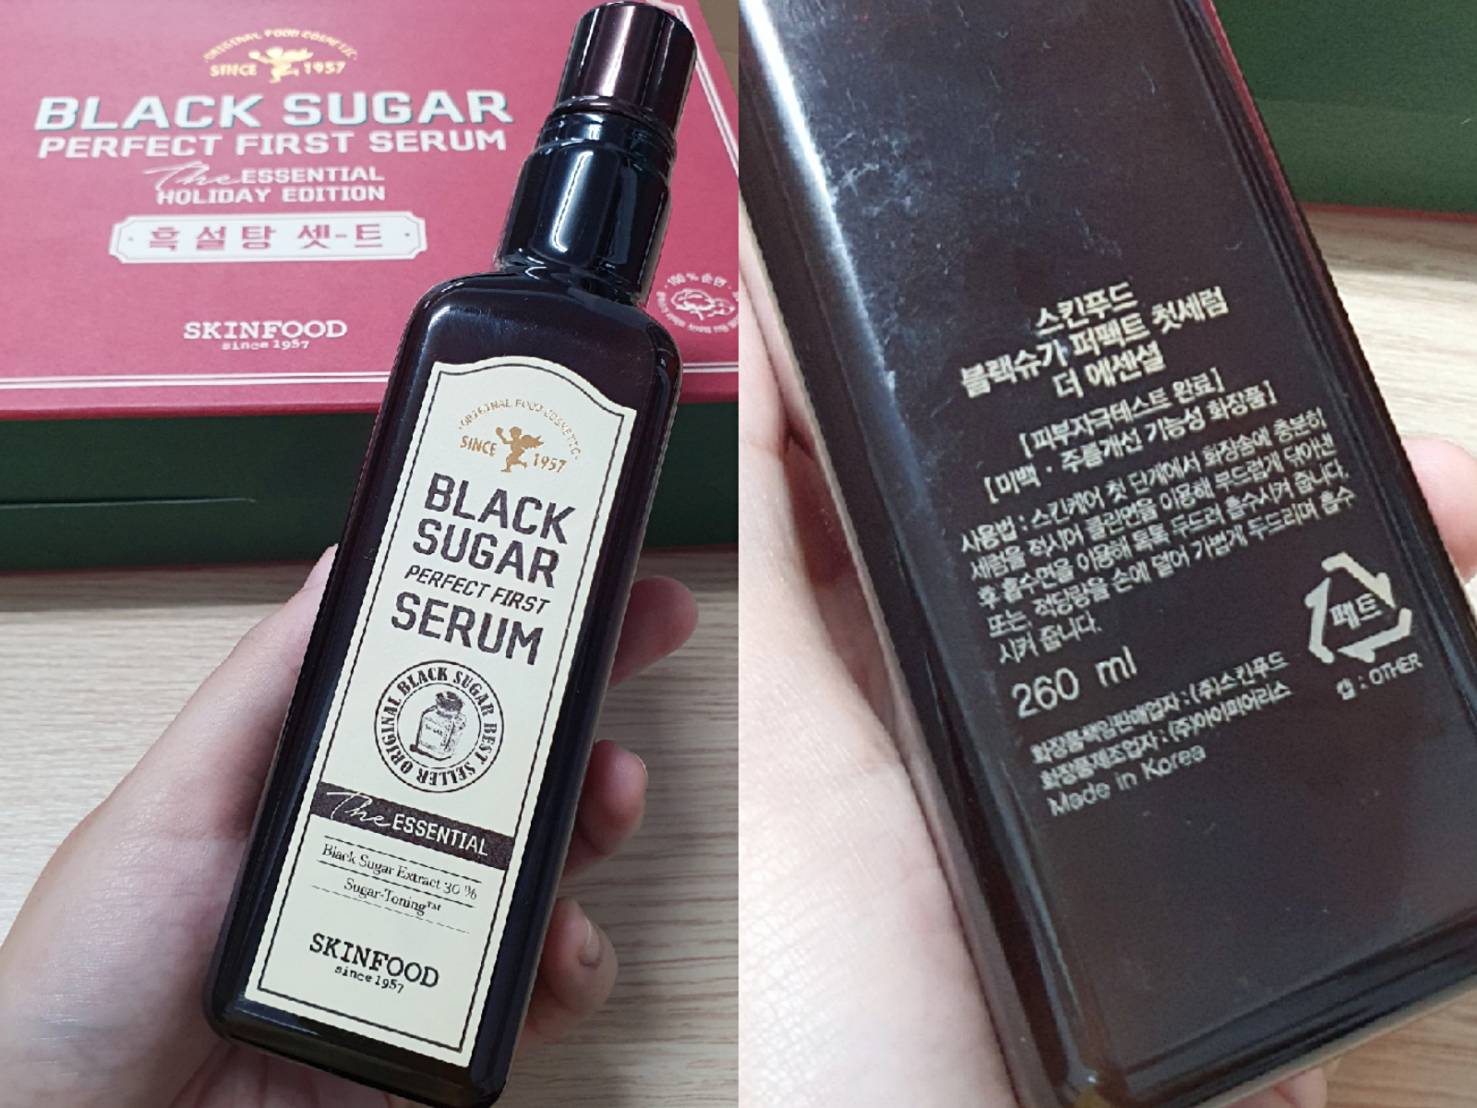 ORIGINAL FOOD COSMETIC
SINCE 1957
BLACK SUGAR
PERFECT FIRST SERUM
The ESSENTIAL
HOLIDAY EDITION
흑설탕 셋-트
SKINFOOD
since 1957
100% 순면
ORIGINAL FOOD COSMETIC
SINCE 1957
BLACK
SUGAR
PERFECT FIRST
SERUM
ORIGINAL BLACK SUGAR BEST SELLER
The ESSENTIAL
Black Sugar Extract 30 %
Sugar-Toning™
SKINFOOD
since 1957
스킨푸드
블랙슈가 퍼펙트 첫세럼
더 에센셜
[피부자극테스트 완료]
[미백 · 주름개선 기능성 화장품]
사용법 : 스킨케어 첫 단계에서 화장솜에 충분히
세럼을 적시어 클린면을 이용해 부드럽게 닦아낸
후 흡수면을 이용해 톡톡 두드려 흡수시켜 줍니다.
또는, 적당량을 손에 덜어 가볍게 두드리며 흡수
시켜 줍니다.
260 ml
페트
캡 : OTHER
화장품책임판매업자 : (주)스킨푸드
화장품제조업자 : (주)아이미어리스
Made in Korea